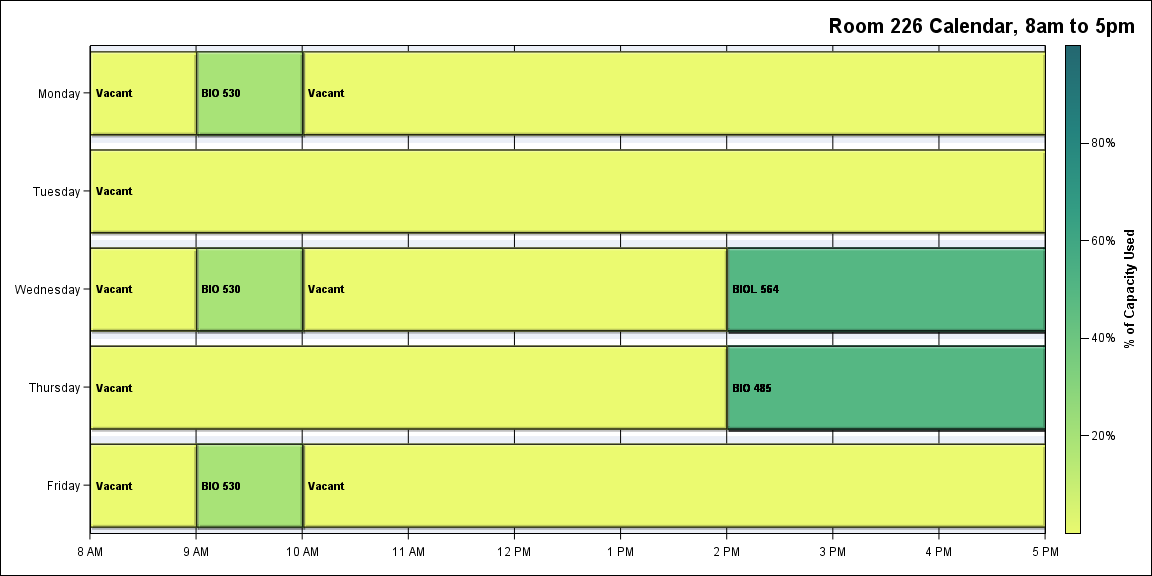 Room 226 Calendar, 8am to 5pm
Monday
Vacant
BIO 530
Vacant
Tuesday
Vacant
Wednesday
Vacant
BIO 530
Vacant
BIOL 564
Thursday
Vacant
BIO 485
Friday
Vacant
BIO 530
Vacant
8 AM
9 AM
10 AM
11 AM
12 PM
1 PM
2 PM
3 PM
4 PM
5 PM
80%
60%
40%
20%
% of Capacity Used